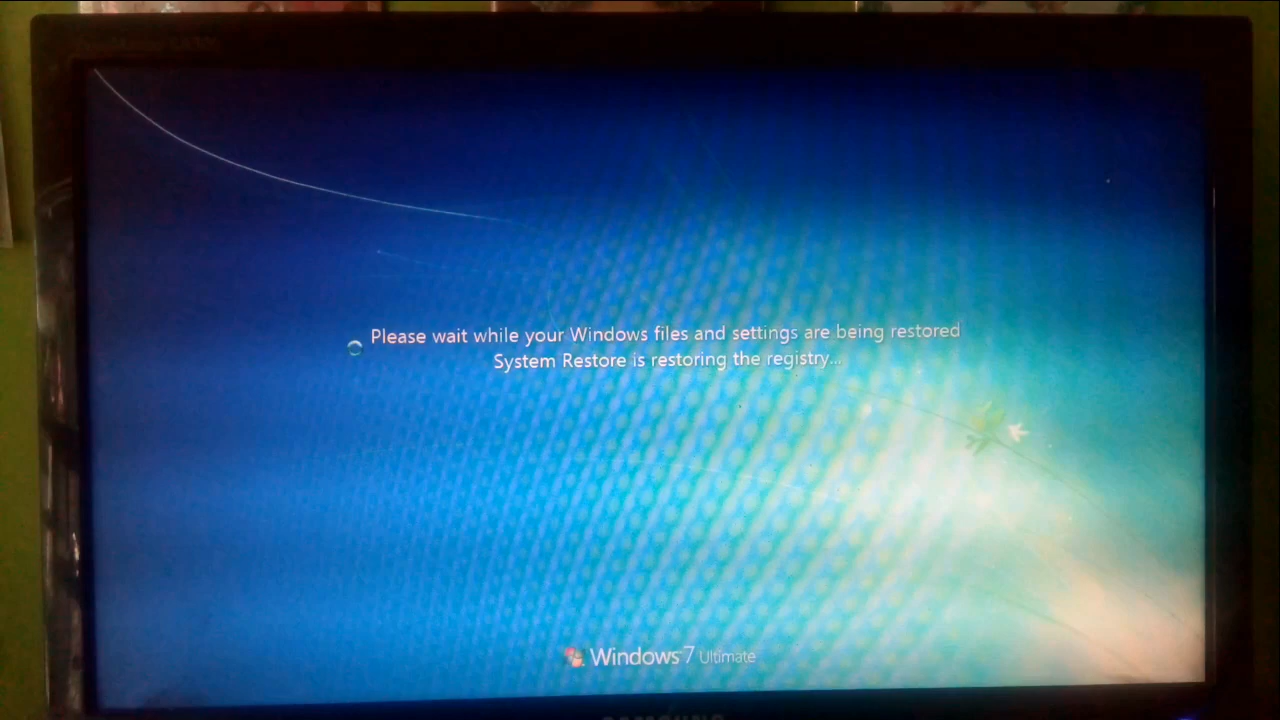 Please wait while your Windows files and settings are being restored
System Restore is restoring the registry...
Windows 7 Ultimate
SAMSUNG